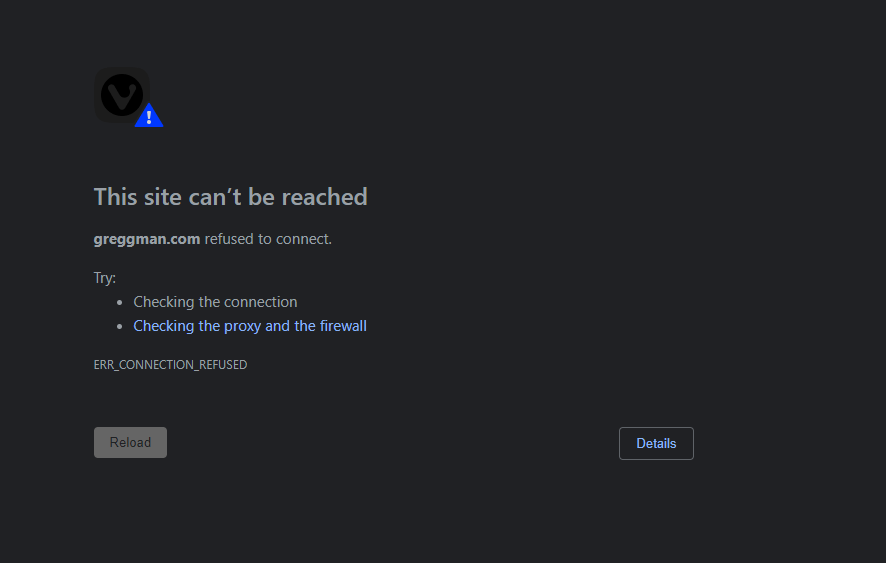 This site can’t be reached
greggman.com refused to connect.
Try:
• Checking the connection
• Checking the proxy and the firewall
ERR_CONNECTION_REFUSED
Reload
Details